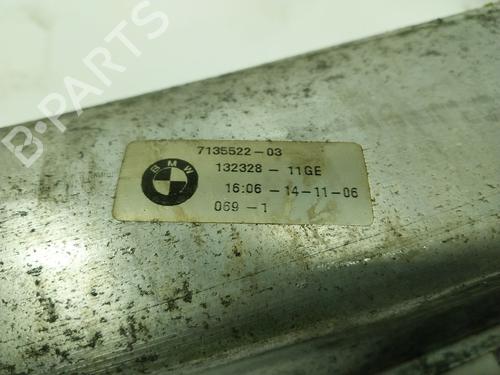 7135522-03
BMW
132328 - 11GE
16:06 - 14-11-06
069 - 1
B-PARTS